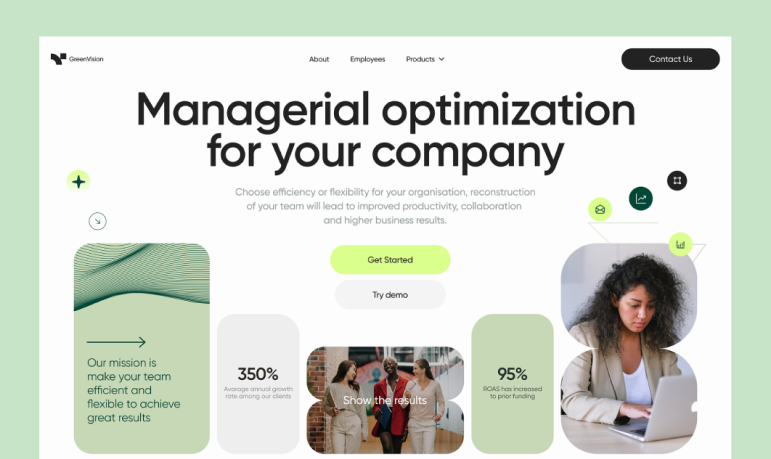 GreenVision
About
Employees
Products
Contact Us
Managerial optimization
for your company
Choose efficiency or flexibility for your organisation, reconstruction
of your team will lead to improved productivity, collaboration
and higher business results.
Get Started
Try demo
Our mission is
make your team
efficient and
flexible to achieve
great results
350%
Avarage annual growth
rate among our clients
Show the results
95%
ROAS has increased
to prior funding